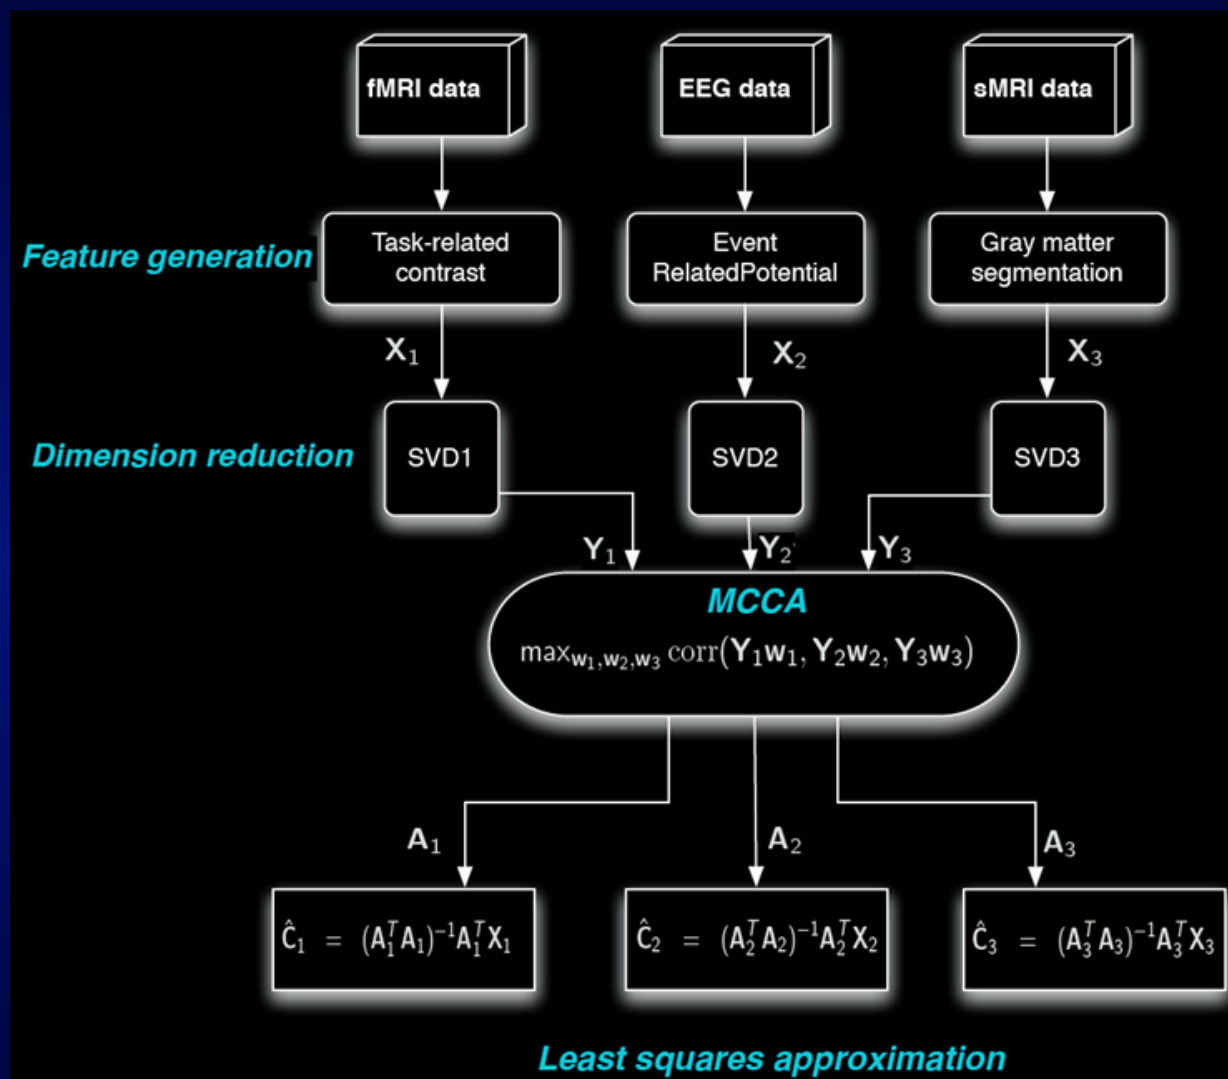 fMRI data
EEG data
sMRI data
Feature generation
Task-related
contrast
Event
RelatedPotential
Gray matter
segmentation
X₁
X₂
X₃
Dimension reduction
SVD1
SVD2
SVD3
Y₁
Y₂
Y₃
MCCA
max_{w₁,w₂,w₃} corr(Y₁w₁, Y₂w₂, Y₃w₃)
A₁
A₂
A₃
Ĉ₁ = (A₁ᵀA₁)⁻¹A₁ᵀX₁
Ĉ₂ = (A₂ᵀA₂)⁻¹A₂ᵀX₂
Ĉ₃ = (A₃ᵀA₃)⁻¹A₃ᵀX₃
Least squares approximation